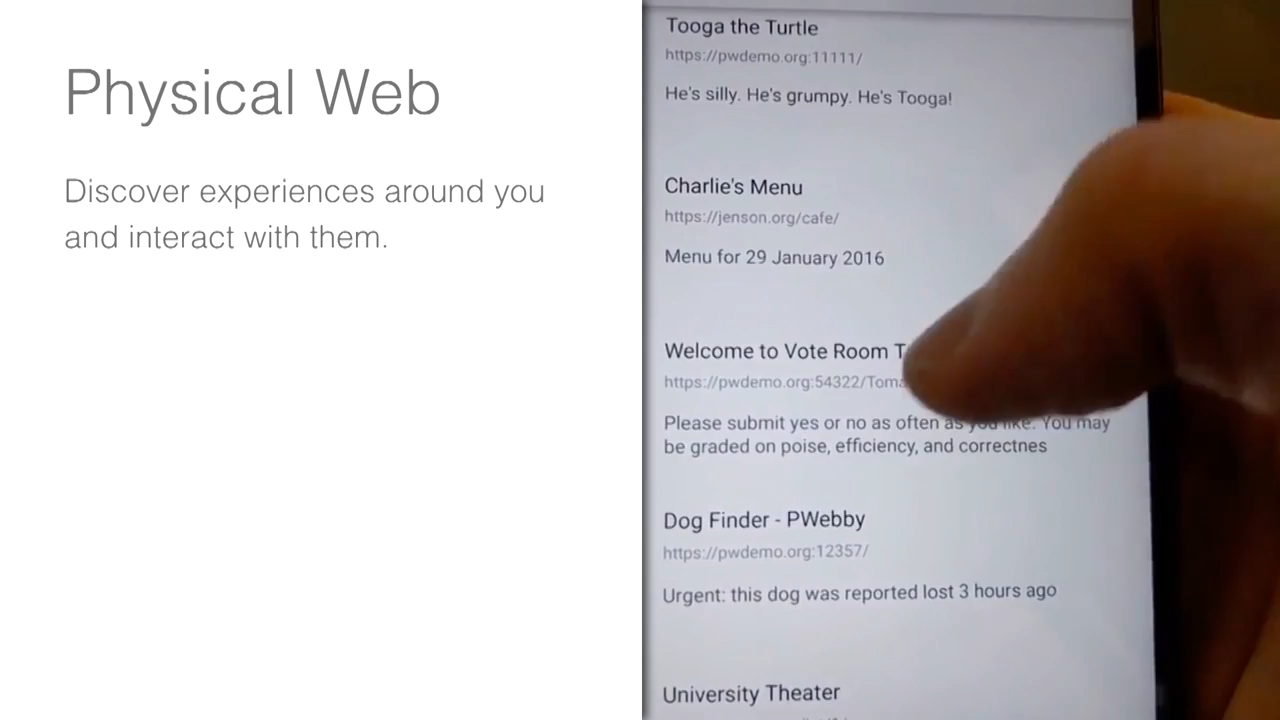 Physical Web
Discover experiences around you
and interact with them.
Tooga the Turtle
https://pwdemo.org:11111/
He's silly. He's grumpy. He's Tooga!
Charlie's Menu
https://jenson.org/cafe/
Menu for 29 January 2016
Welcome to Vote Room T
https://pwdemo.org:54322/Toma
Please submit yes or no as often as you like. You may
be graded on poise, efficiency, and correctnes
Dog Finder - PWebby
https://pwdemo.org:12357/
Urgent: this dog was reported lost 3 hours ago
University Theater